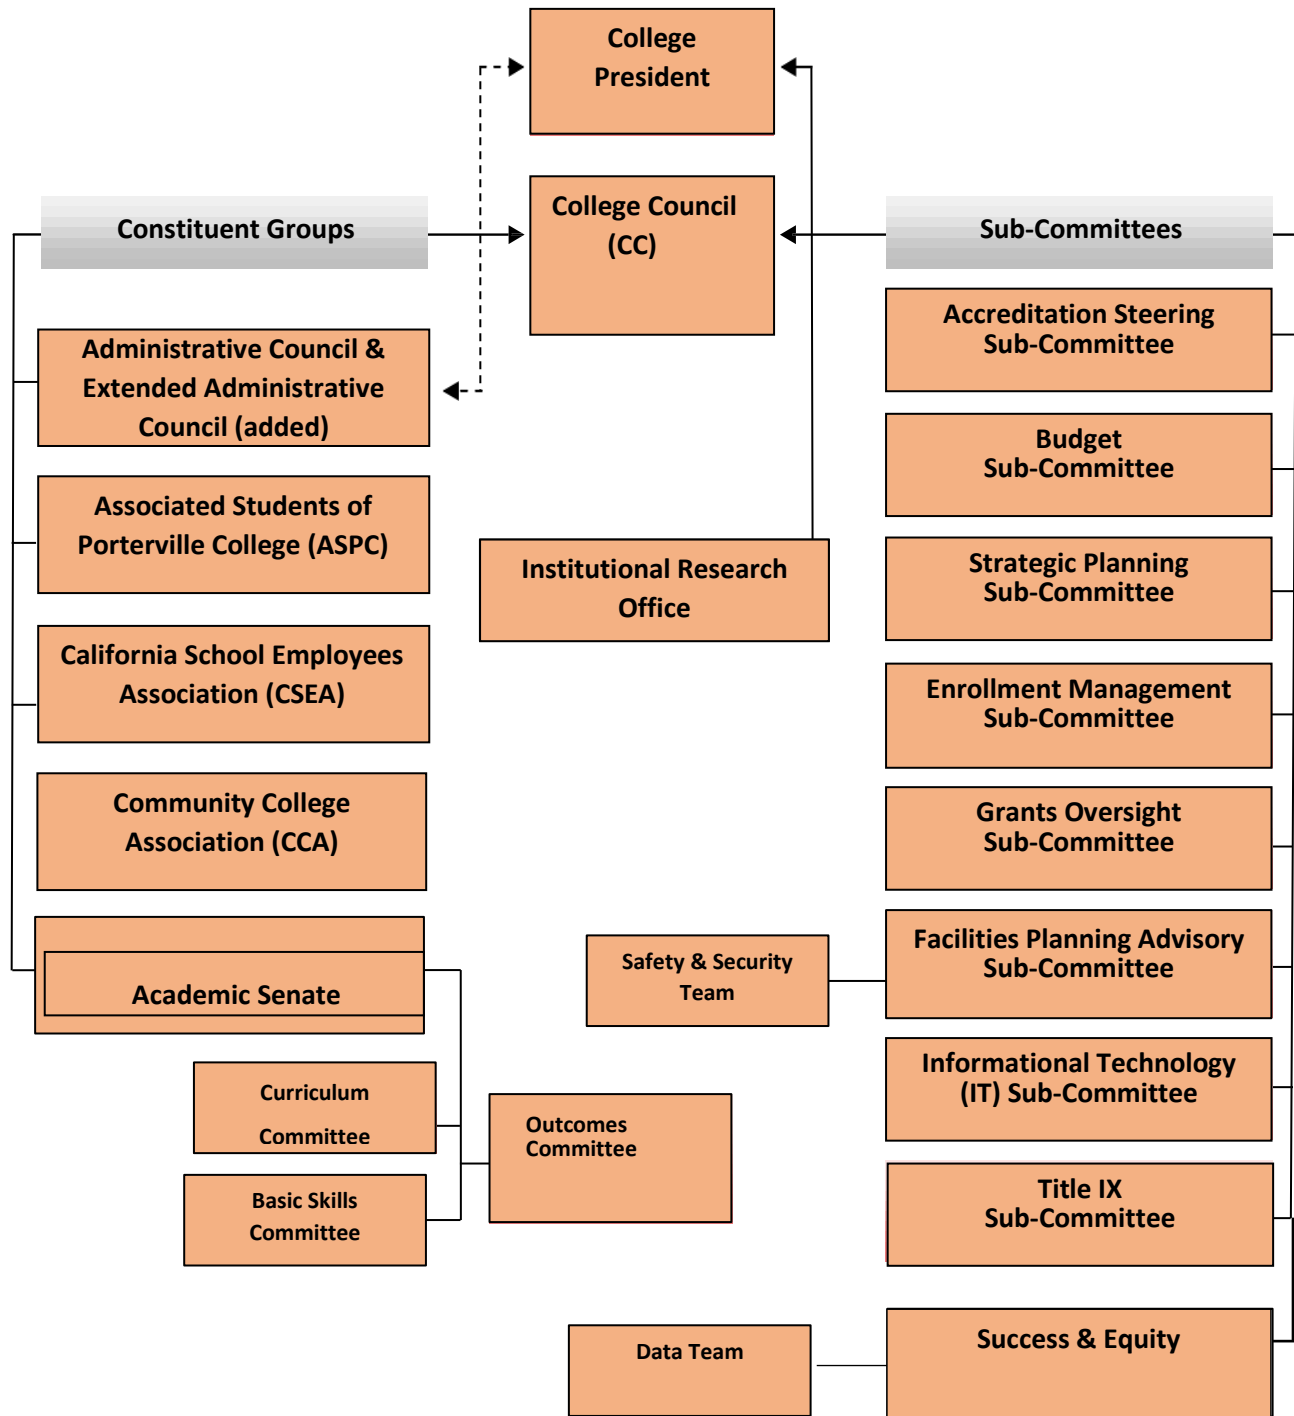 College
President
College Council
(CC)
Constituent Groups
Sub-Committees
Administrative Council &
Extended Administrative
Council (added)
Associated Students of
Porterville College (ASPC)
California School Employees
Association (CSEA)
Community College
Association (CCA)
Academic Senate
Curriculum
Committee
Basic Skills
Committee
Outcomes
Committee
Institutional Research
Office
Accreditation Steering
Sub-Committee
Budget
Sub-Committee
Strategic Planning
Sub-Committee
Enrollment Management
Sub-Committee
Grants Oversight
Sub-Committee
Facilities Planning Advisory
Sub-Committee
Safety & Security
Team
Informational Technology
(IT) Sub-Committee
Title IX
Sub-Committee
Success & Equity
Data Team